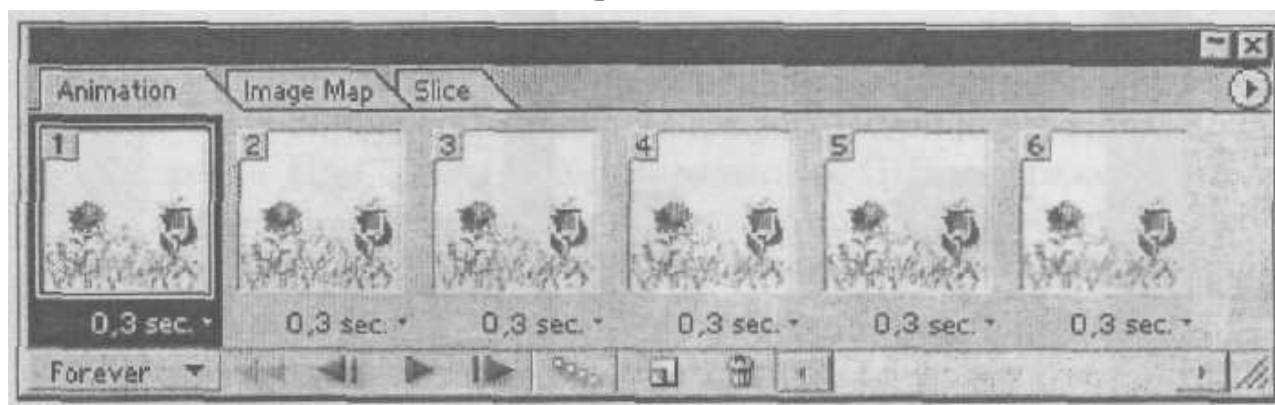 Animation Image Map Slice
1 2 3 4 5 6
0,3 sec. 0,3 sec. 0,3 sec. 0,3 sec. 0,3 sec. 0,3 sec.
Forever